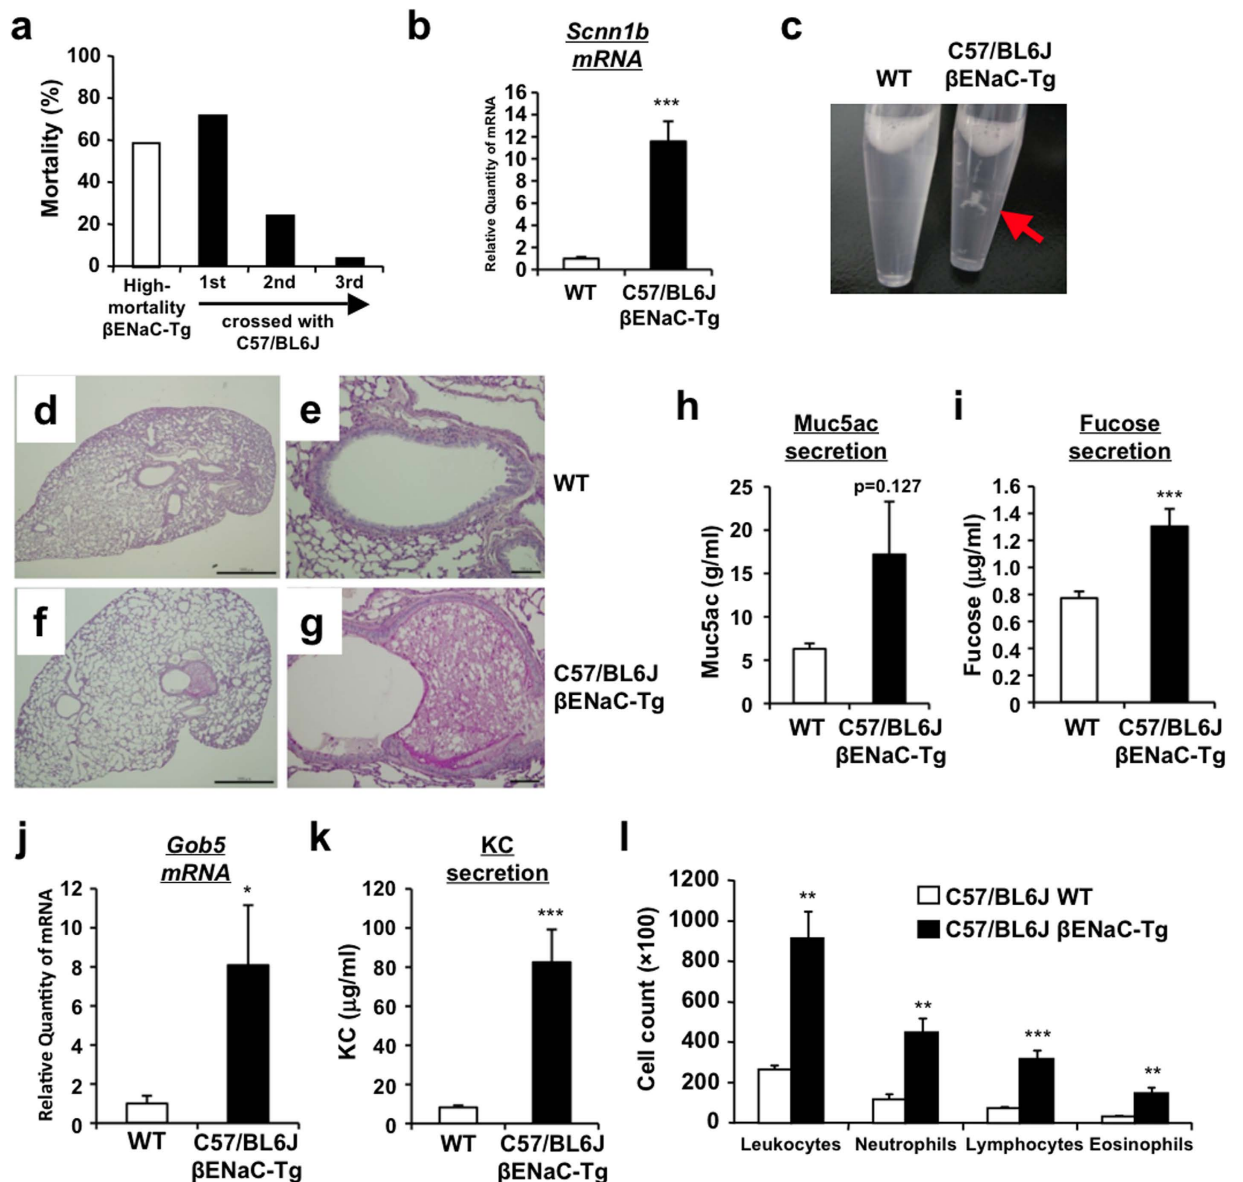 a
100
80
60
40
20
0
Mortality (%)
High-
mortality
βENaC-Tg
1st
2nd
3rd
crossed with
C57/BL6J
b
Scnn1b
mRNA
16
14
12
10
8
6
4
2
0
Relative Quantity of mRNA
***
WT
C57/BL6J
βENaC-Tg
c
WT
C57/BL6J
βENaC-Tg
d
e
WT
f
g
C57/BL6J
βENaC-Tg
h
Muc5ac
secretion
25
20
15
10
5
0
Muc5ac (g/ml)
p=0.127
WT
C57/BL6J
βENaC-Tg
i
Fucose
secretion
1.6
1.4
1.2
1.0
0.8
0.6
0.4
0.2
0
Fucose (μg/ml)
***
WT
C57/BL6J
βENaC-Tg
j
Gob5
mRNA
12
10
8
6
4
2
0
Relative Quantity of mRNA
*
WT
C57/BL6J
βENaC-Tg
k
KC
secretion
120
100
80
60
40
20
0
KC (μg/ml)
***
WT
C57/BL6J
βENaC-Tg
l
1200
1000
800
600
400
200
0
Cell count (×100)
C57/BL6J WT
C57/BL6J βENaC-Tg
**
**
***
**
Leukocytes
Neutrophils
Lymphocytes
Eosinophils